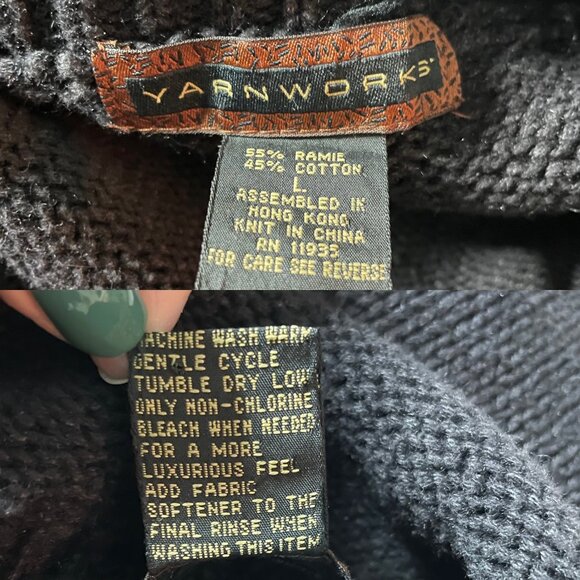 YARNWORKS
55% RAMIE
45% COTTON
L
ASSEMBLED IN
HONG KONG
KNIT IN CHINA
RN 11935
FOR CARE SEE REVERSE
MACHINE WASH WARM
GENTLE CYCLE
TUMBLE DRY LOW
ONLY NON-CHLORINE
BLEACH WHEN NEEDED
FOR A MORE
LUXURIOUS FEEL
ADD FABRIC
SOFTENER TO THE
FINAL RINSE WHEN
WASHING THIS ITEM